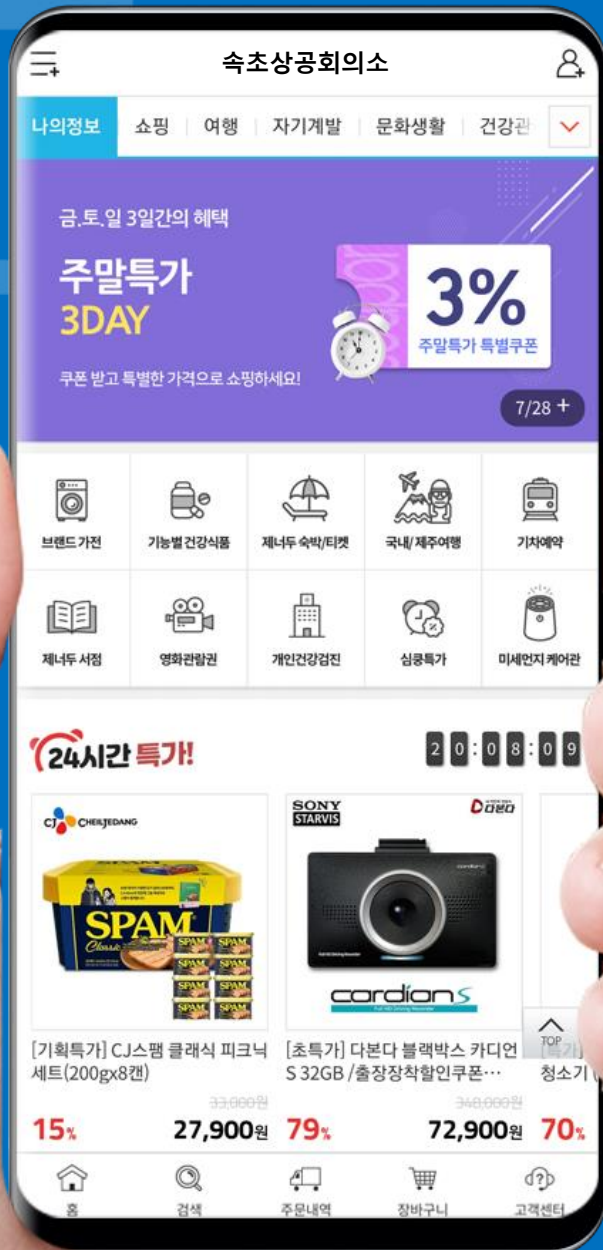 속초상공회의소
나의정보 쇼핑 여행 자기계발 문화생활 건강관
금.토.일 3일간의 혜택
주말특가
3DAY
쿠폰 받고 특별한 가격으로 쇼핑하세요!
3%
주말특가 특별쿠폰
7/28 +
브랜드 가전 기능별 건강식품 제너두 숙박/티켓 국내/제주여행 기차예약
제너두 서점 영화관람권 개인건강검진 심쿵특가 미세먼지 케어관
24시간 특가!
20:08:09
CJ CHEILJEDANG
SPAM
Classic
SONY
STARVIS
다본다
cordian S
[기획특가] CJ스팸 클래식 피크닉
세트(200gx8캔)
33,000원
15% 27,900원
[초특가] 다본다 블랙박스 카디언
S 32GB /출장장착할인쿠폰…
348,000원
79% 72,900원
청소기
70%
TOP
홈 검색 주문내역 장바구니 고객센터